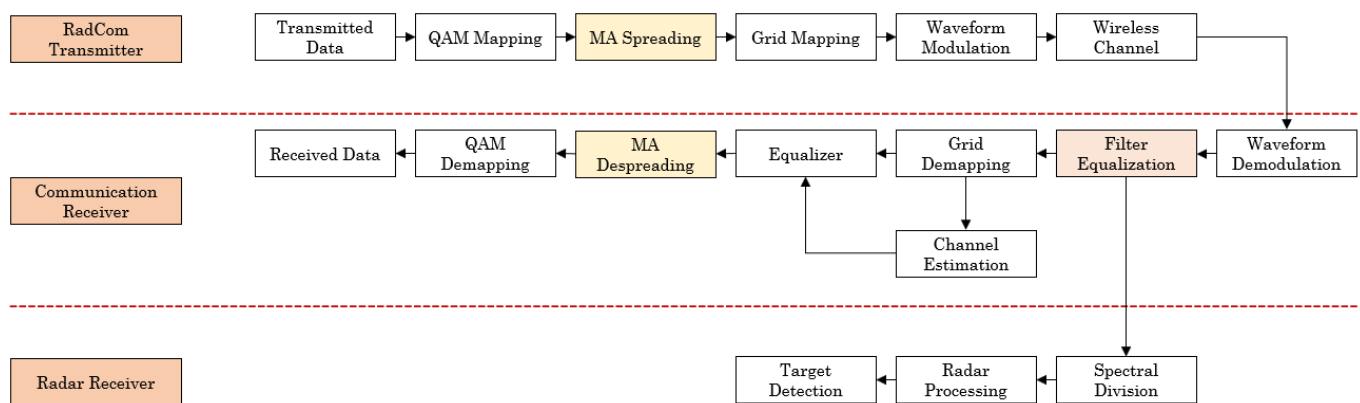 RadCom
Transmitter
Transmitted
Data
QAM Mapping
MA Spreading
Grid Mapping
Waveform
Modulation
Wireless
Channel
Communication
Receiver
Received Data
QAM
Demapping
MA
Despreading
Equalizer
Grid
Demapping
Filter
Equalization
Waveform
Demodulation
Channel
Estimation
Radar Receiver
Target
Detection
Radar
Processing
Spectral
Division